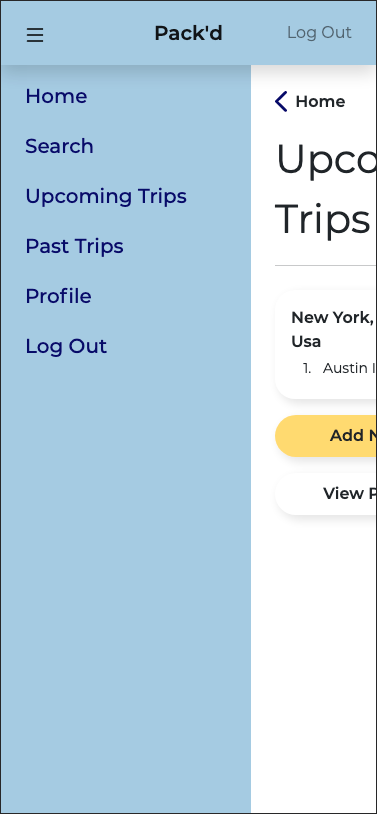 Pack'd
Log Out
Home
Search
Upcoming Trips
Past Trips
Profile
Log Out
Home
Trips
New York,
Usa
1. Austin
Add
View